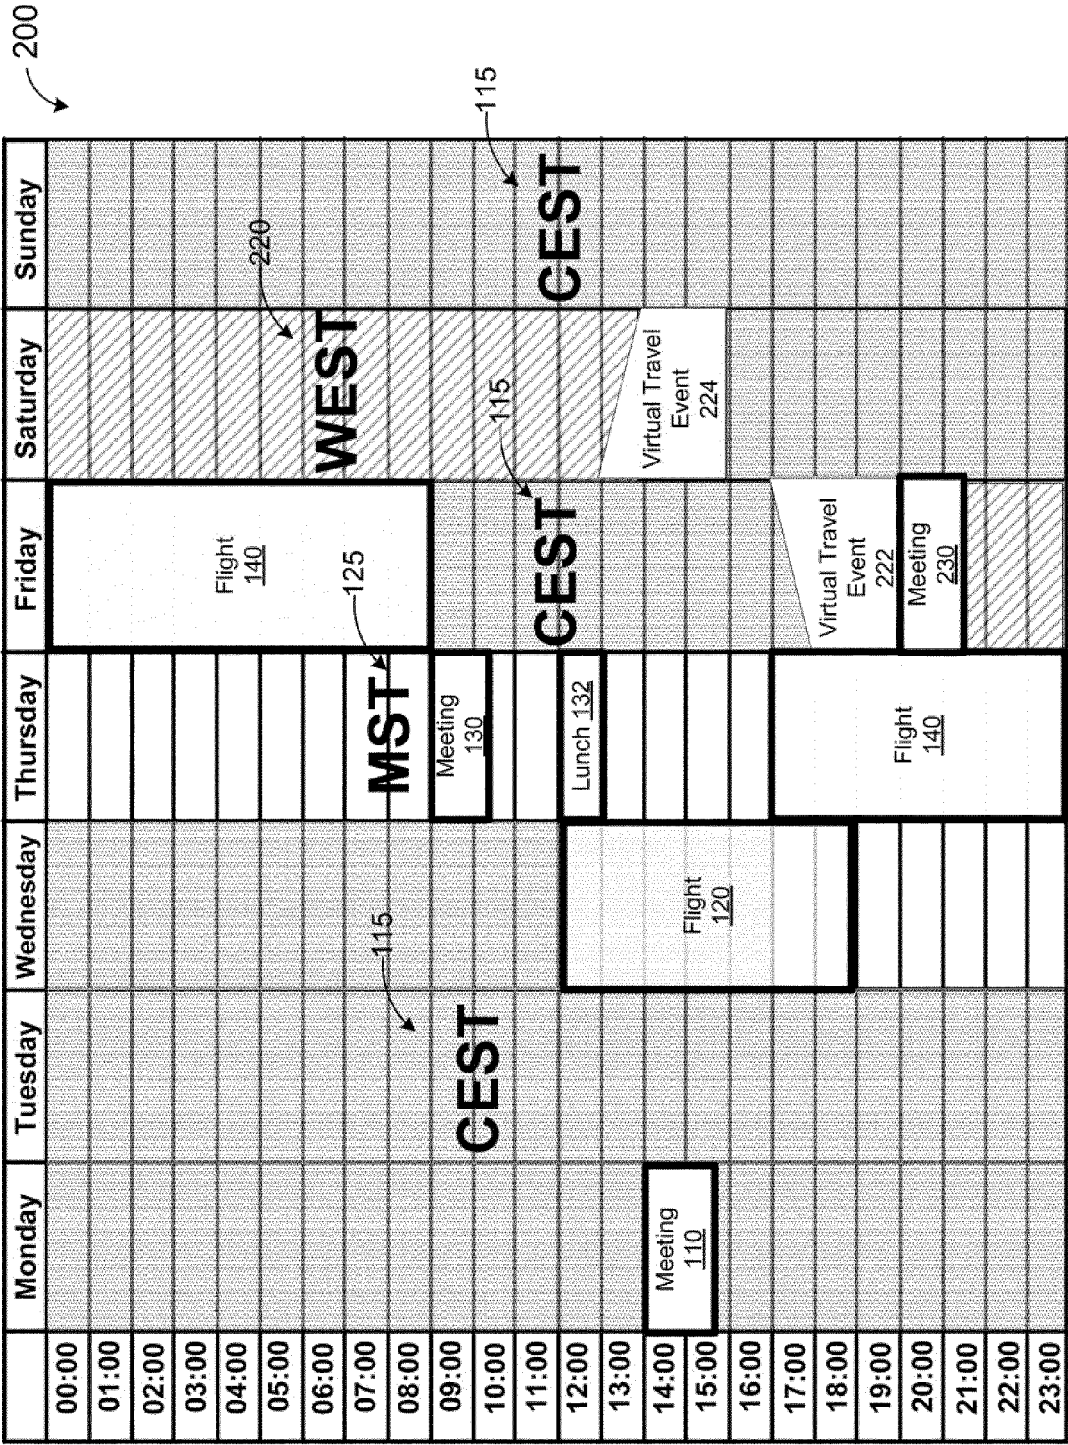 200
Monday
Tuesday
Wednesday
Thursday
Friday
Saturday
Sunday
00:00
01:00
02:00
03:00
04:00
05:00
06:00
07:00
08:00
09:00
10:00
11:00
12:00
13:00
14:00
15:00
16:00
17:00
18:00
19:00
20:00
21:00
22:00
23:00
Meeting
110
CEST
115
Flight
120
MST
125
Meeting
130
Lunch 132
Flight
140
Flight
140
CEST
115
Virtual Travel
Event
222
Meeting
230
WEST
220
Virtual Travel
Event
224
CEST
115